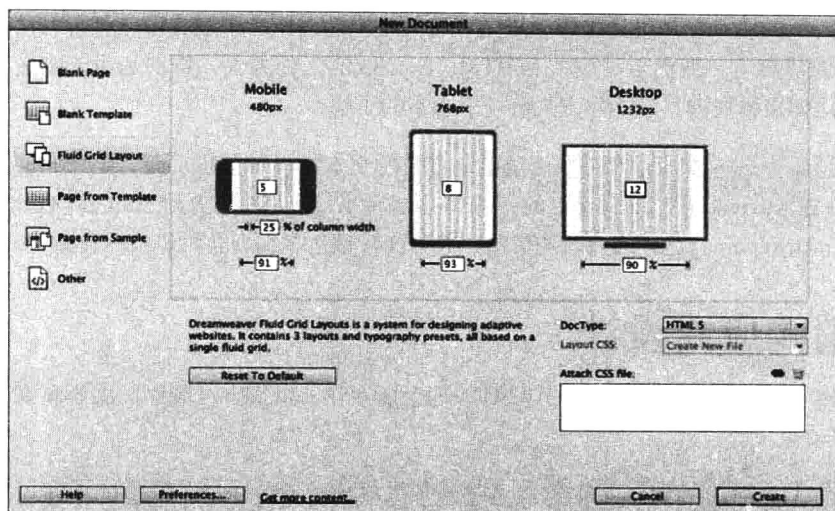 New Document
Blank Page
Blank Template
Fluid Grid Layout
Page from Template
Page from Sample
Other
Mobile
480px
5
25 % of column width
91 %
Tablet
768px
8
93 %
Desktop
1232px
12
90 %
Dreamweaver Fluid Grid Layouts is a system for designing adaptive
websites. It contains 3 layouts and typography presets, all based on a
single fluid grid.
Reset To Default
DocType: HTML 5
Layout CSS: Create New File
Attach CSS file:
Help
Preferences...
Get more content...
Cancel
Create